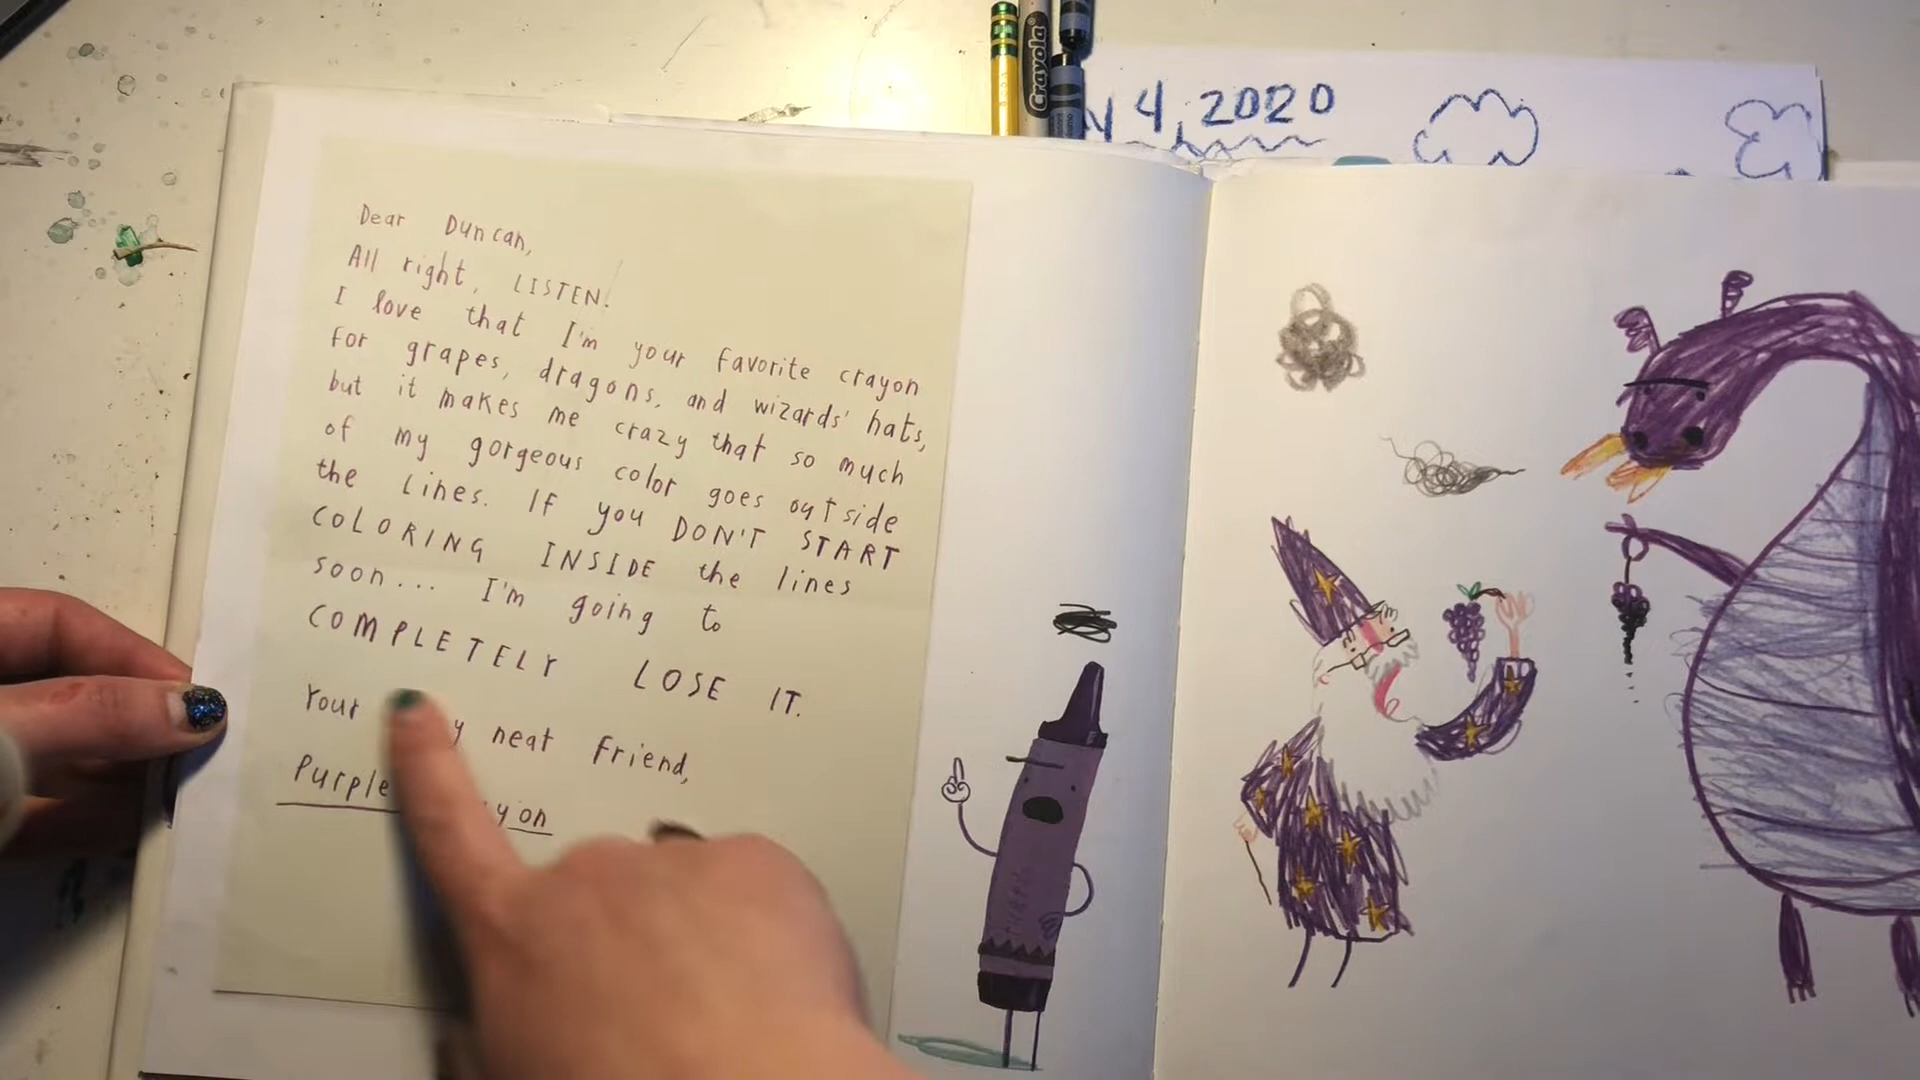 Crayola
4, 2020
Dear Duncan,
All right, LISTEN.
I love that I'm your favorite crayon
for grapes, dragons, and wizards' hats,
but it makes me crazy that so much
of my gorgeous color goes outside
the lines. If you DON'T START
COLORING INSIDE the lines
soon... I'm going to
COMPLETELY LOSE IT.
Your neat friend,
Purple